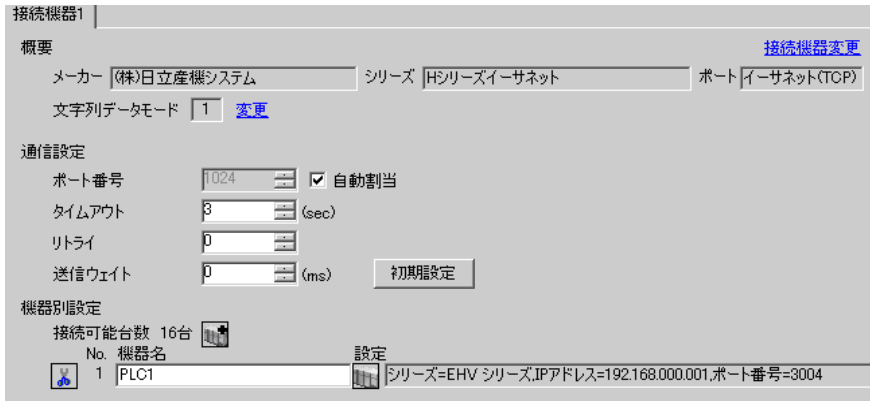 接続機器1
概要 接続機器変更
メーカー (株)日立産機システム シリーズ Hシリーズイーサネット ポート イーサネット(TCP)
文字列データモード 1 変更
通信設定
ポート番号 1024 自動割当
タイムアウト 3 (sec)
リトライ 0
送信ウェイト 0 (ms) 初期設定
機器別設定
接続可能台数 16台
No. 機器名 設定
1 PLC1 シリーズ=EHV シリーズ,IPアドレス=192.168.000.001,ポート番号=3004